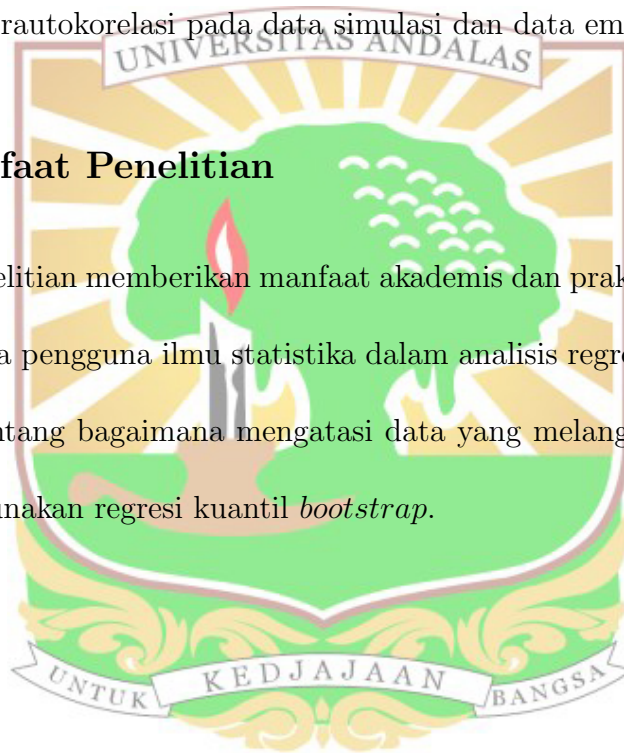 rautokorelasi pada data simulasi dan data em
UNIVERSITAS ANDALAS
faat Penelitian
elitian memberikan manfaat akademis dan prak
a pengguna ilmu statistika dalam analisis regre
ntang bagaimana mengatasi data yang melang
unakan regresi kuantil bootstrap.
UNTUK KEDJAJAAN BANGSA